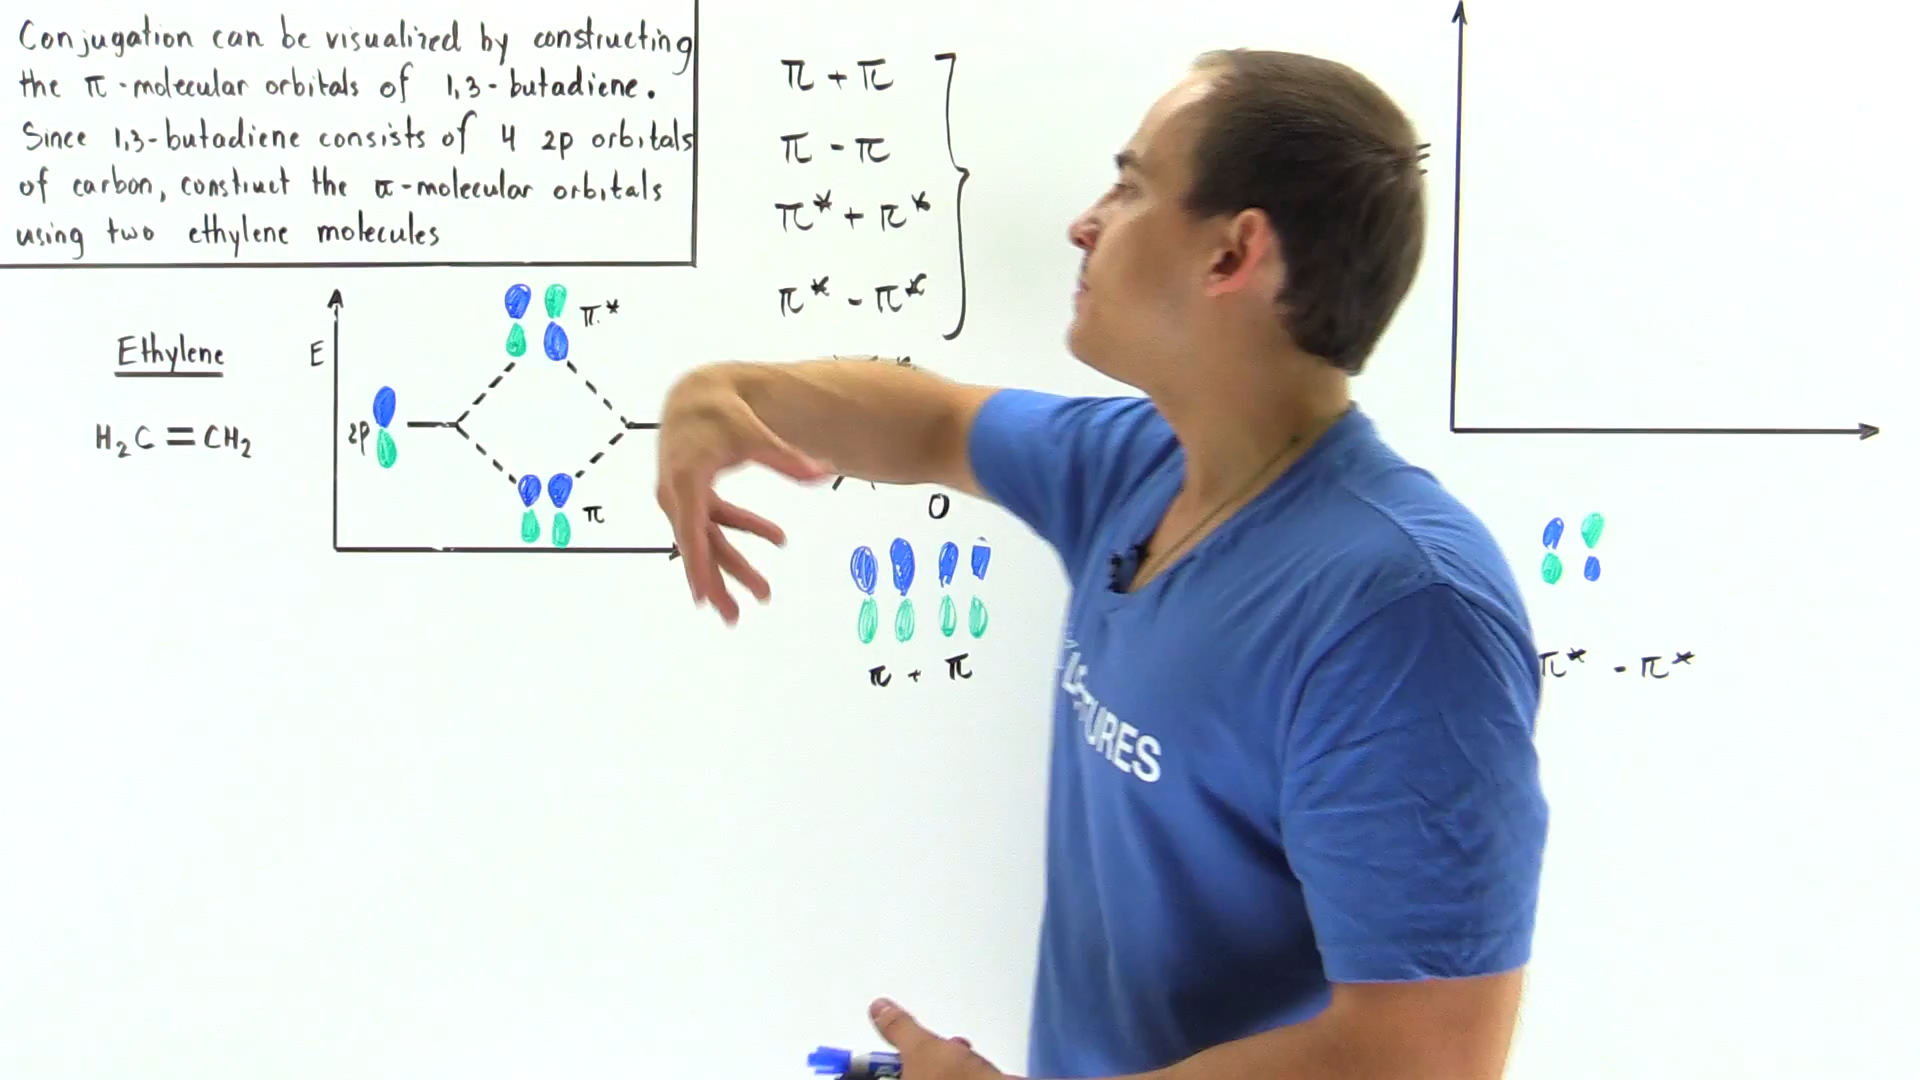 Conjugation can be visualized by constructing
the π-molecular orbitals of 1,3-butadiene.
Since 1,3-butadiene consists of 4 2p orbitals
of carbon, construct the π-molecular orbitals
using two ethylene molecules
π + π
π - π
π* + π*
π* - π*
Ethylene
H₂C=CH₂
E
π*
2p
π
0
π + π
π* - π*